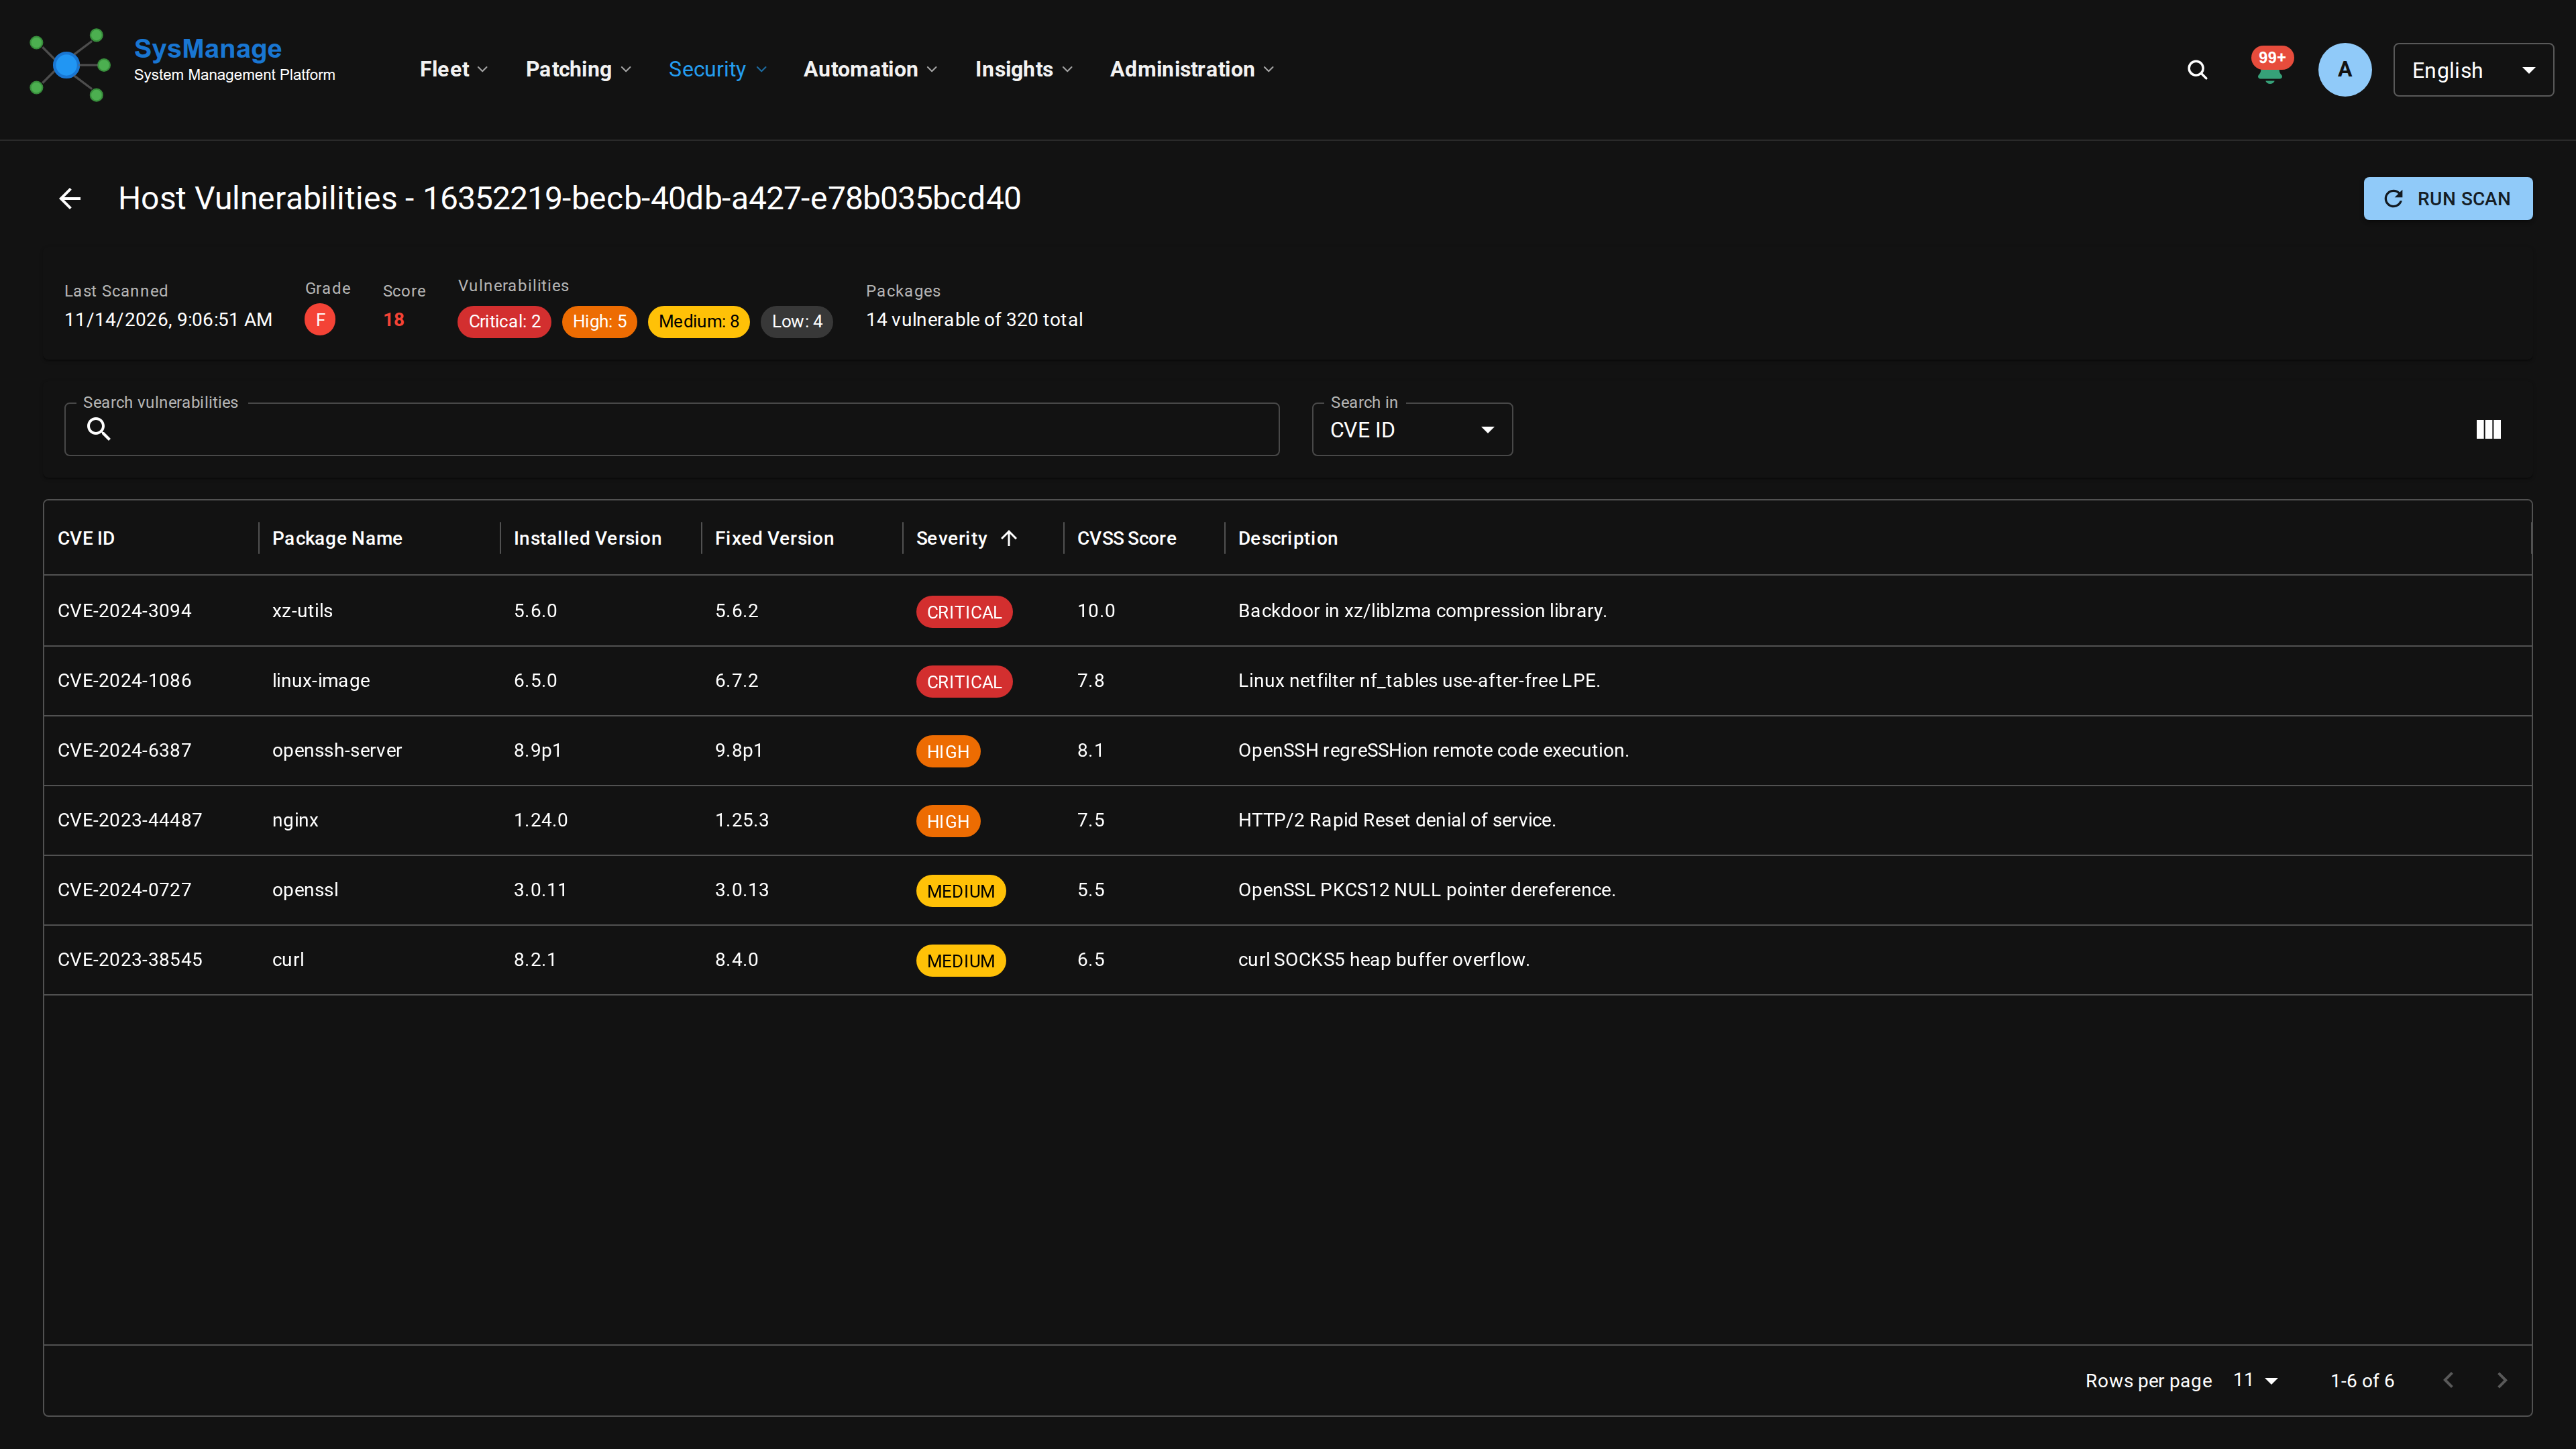 SysManage
System Management Platform
Fleet Patching Security Automation Insights Administration
99+
A
English
Host Vulnerabilities - 16352219-becb-40db-a427-e78b035bcd40
RUN SCAN
Last Scanned Grade Score Vulnerabilities Packages
11/14/2026, 9:06:51 AM F 18 Critical: 2 High: 5 Medium: 8 Low: 4 14 vulnerable of 320 total
Search vulnerabilities
Search in
CVE ID
CVE ID Package Name Installed Version Fixed Version Severity CVSS Score Description
CVE-2024-3094 xz-utils 5.6.0 5.6.2 CRITICAL 10.0 Backdoor in xz/liblzma compression library.
CVE-2024-1086 linux-image 6.5.0 6.7.2 CRITICAL 7.8 Linux netfilter nf_tables use-after-free LPE.
CVE-2024-6387 openssh-server 8.9p1 9.8p1 HIGH 8.1 OpenSSH regreSSHion remote code execution.
CVE-2023-44487 nginx 1.24.0 1.25.3 HIGH 7.5 HTTP/2 Rapid Reset denial of service.
CVE-2024-0727 openssl 3.0.11 3.0.13 MEDIUM 5.5 OpenSSL PKCS12 NULL pointer dereference.
CVE-2023-38545 curl 8.2.1 8.4.0 MEDIUM 6.5 curl SOCKS5 heap buffer overflow.
Rows per page 11 1-6 of 6